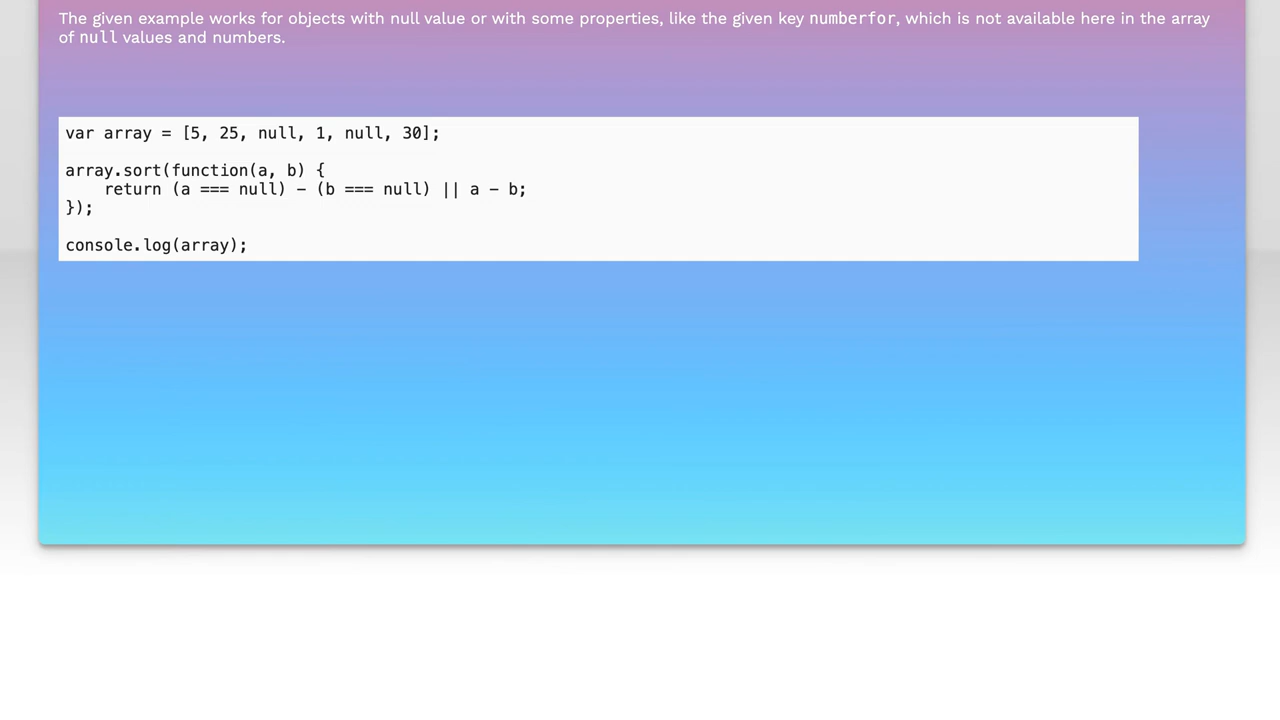 The given example works for objects with null value or with some properties, like the given key numberfor, which is not available here in the array
of null values and numbers.
var array = [5, 25, null, 1, null, 30];
array.sort(function(a, b) {
    return (a === null) - (b === null) || a - b;
});
console.log(array);